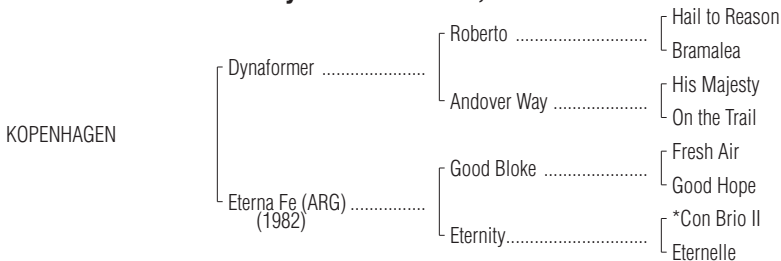 Hail to Reason
Roberto ............................
Bramalea
Dynaformer ......................
His Majesty
Andover Way ....................
On the Trail
KOPENHAGEN
Fresh Air
Good Bloke ......................
Good Hope
Eterna Fe (ARG) ................
(1982)
*Con Brio II
Eternity..............................
Eternelle